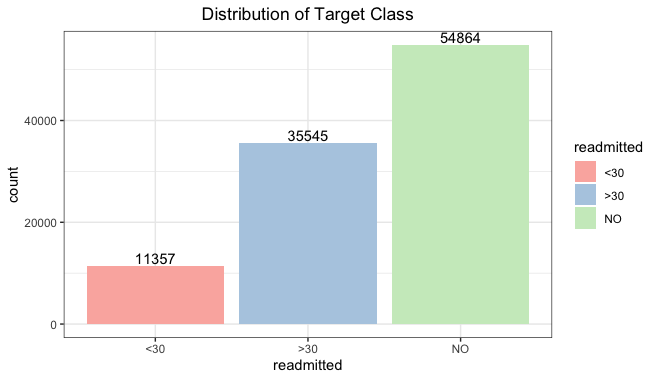 Distribution of Target Class
count
40000
20000
0
11357
35545
54864
<30
>30
NO
readmitted
readmitted
<30
>30
NO